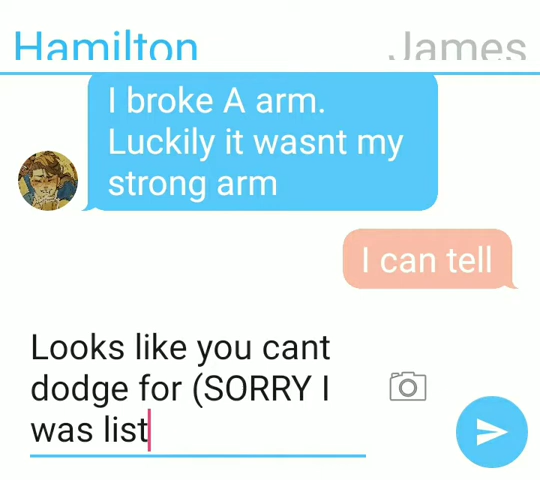 Hamilton James
I broke A arm.
Luckily it wasnt my
strong arm
I can tell
Looks like you cant
dodge for (SORRY I
was list